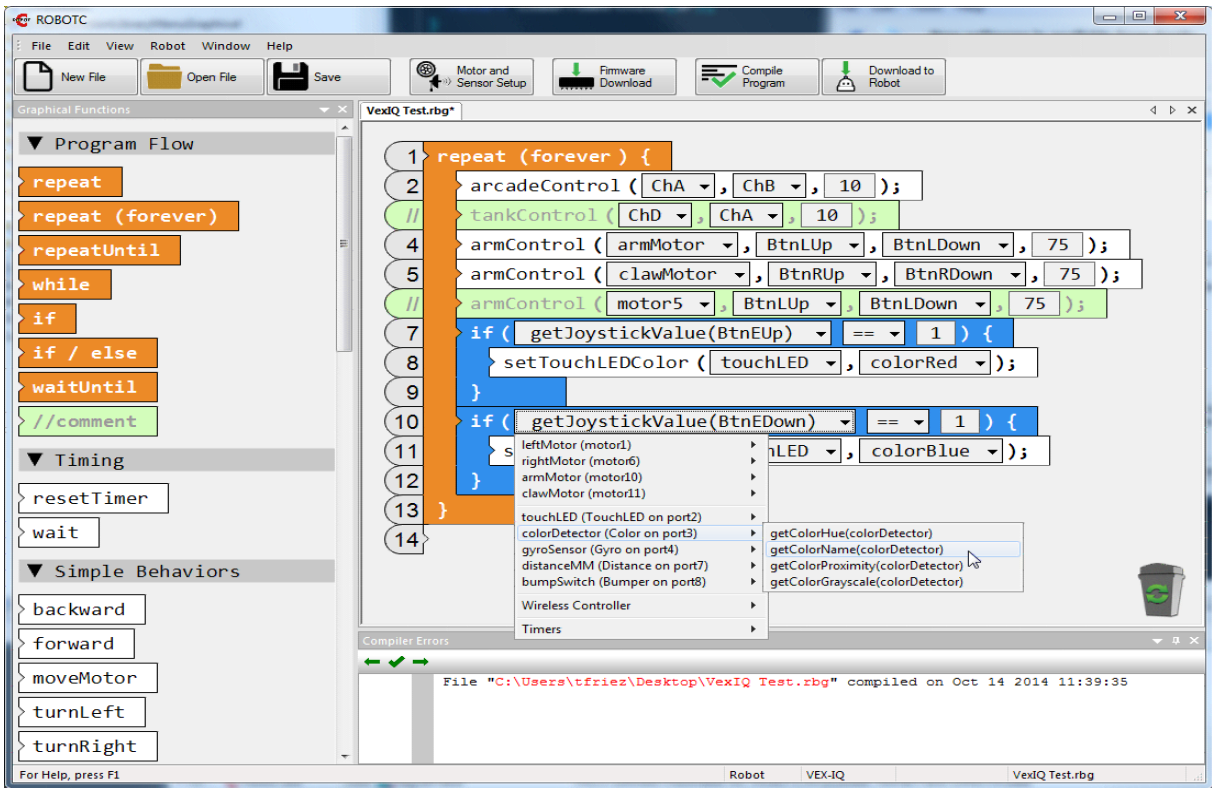 ROBOTC
File Edit View Robot Window Help
New File Open File Save Motor and Sensor Setup Firmware Download Compile Program Download to Robot
Graphical Functions
VexIQ Test.rbg*
▼ Program Flow
repeat
repeat (forever)
repeatUntil
while
if
if / else
waitUntil
//comment
▼ Timing
resetTimer
wait
▼ Simple Behaviors
backward
forward
moveMotor
turnLeft
turnRight
1 repeat (forever ) {
2 arcadeControl ( ChA , ChB , 10 );
// tankControl ( ChD , ChA , 10 );
4 armControl ( armMotor , BtnLUp , BtnLDown , 75 );
5 armControl ( clawMotor , BtnRUp , BtnRDown , 75 );
// armControl ( motor5 , BtnLUp , BtnLDown , 75 );
7 if ( getJoystickValue(BtnEUp) == 1 ) {
8 setTouchLEDColor ( touchLED , colorRed );
9 }
10 if ( getJoystickValue(BtnEDown) == 1 ) {
11 s nLED , colorBlue );
12 }
13 }
14
leftMotor (motor1)
rightMotor (motor6)
armMotor (motor10)
clawMotor (motor11)
touchLED (TouchLED on port2)
colorDetector (Color on port3)
gyroSensor (Gyro on port4)
distanceMM (Distance on port7)
bumpSwitch (Bumper on port8)
Wireless Controller
Timers
getColorHue(colorDetector)
getColorName(colorDetector)
getColorProximity(colorDetector)
getColorGrayscale(colorDetector)
Compiler Errors
File "C:\Users\tfriez\Desktop\VexIQ Test.rbg" compiled on Oct 14 2014 11:39:35
For Help, press F1 Robot VEX-IQ VexIQ Test.rbg